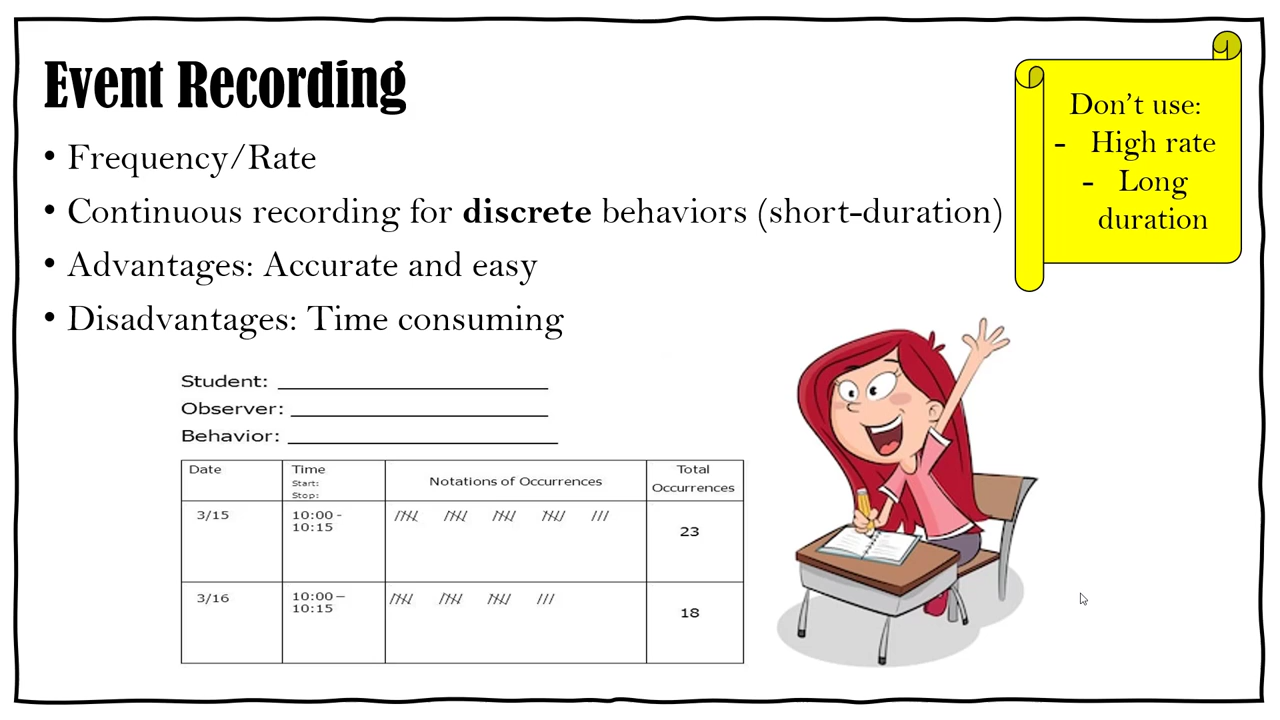 Event Recording
• Frequency/Rate
• Continuous recording for discrete behaviors (short-duration)
• Advantages: Accurate and easy
• Disadvantages: Time consuming
Don't use:
- High rate
- Long
duration
Student:
Observer:
Behavior:
Date
Time
Start:
Stop:
Notations of Occurrences
Total
Occurrences
3/15
10:00 -
10:15
23
3/16
10:00 –
10:15
18